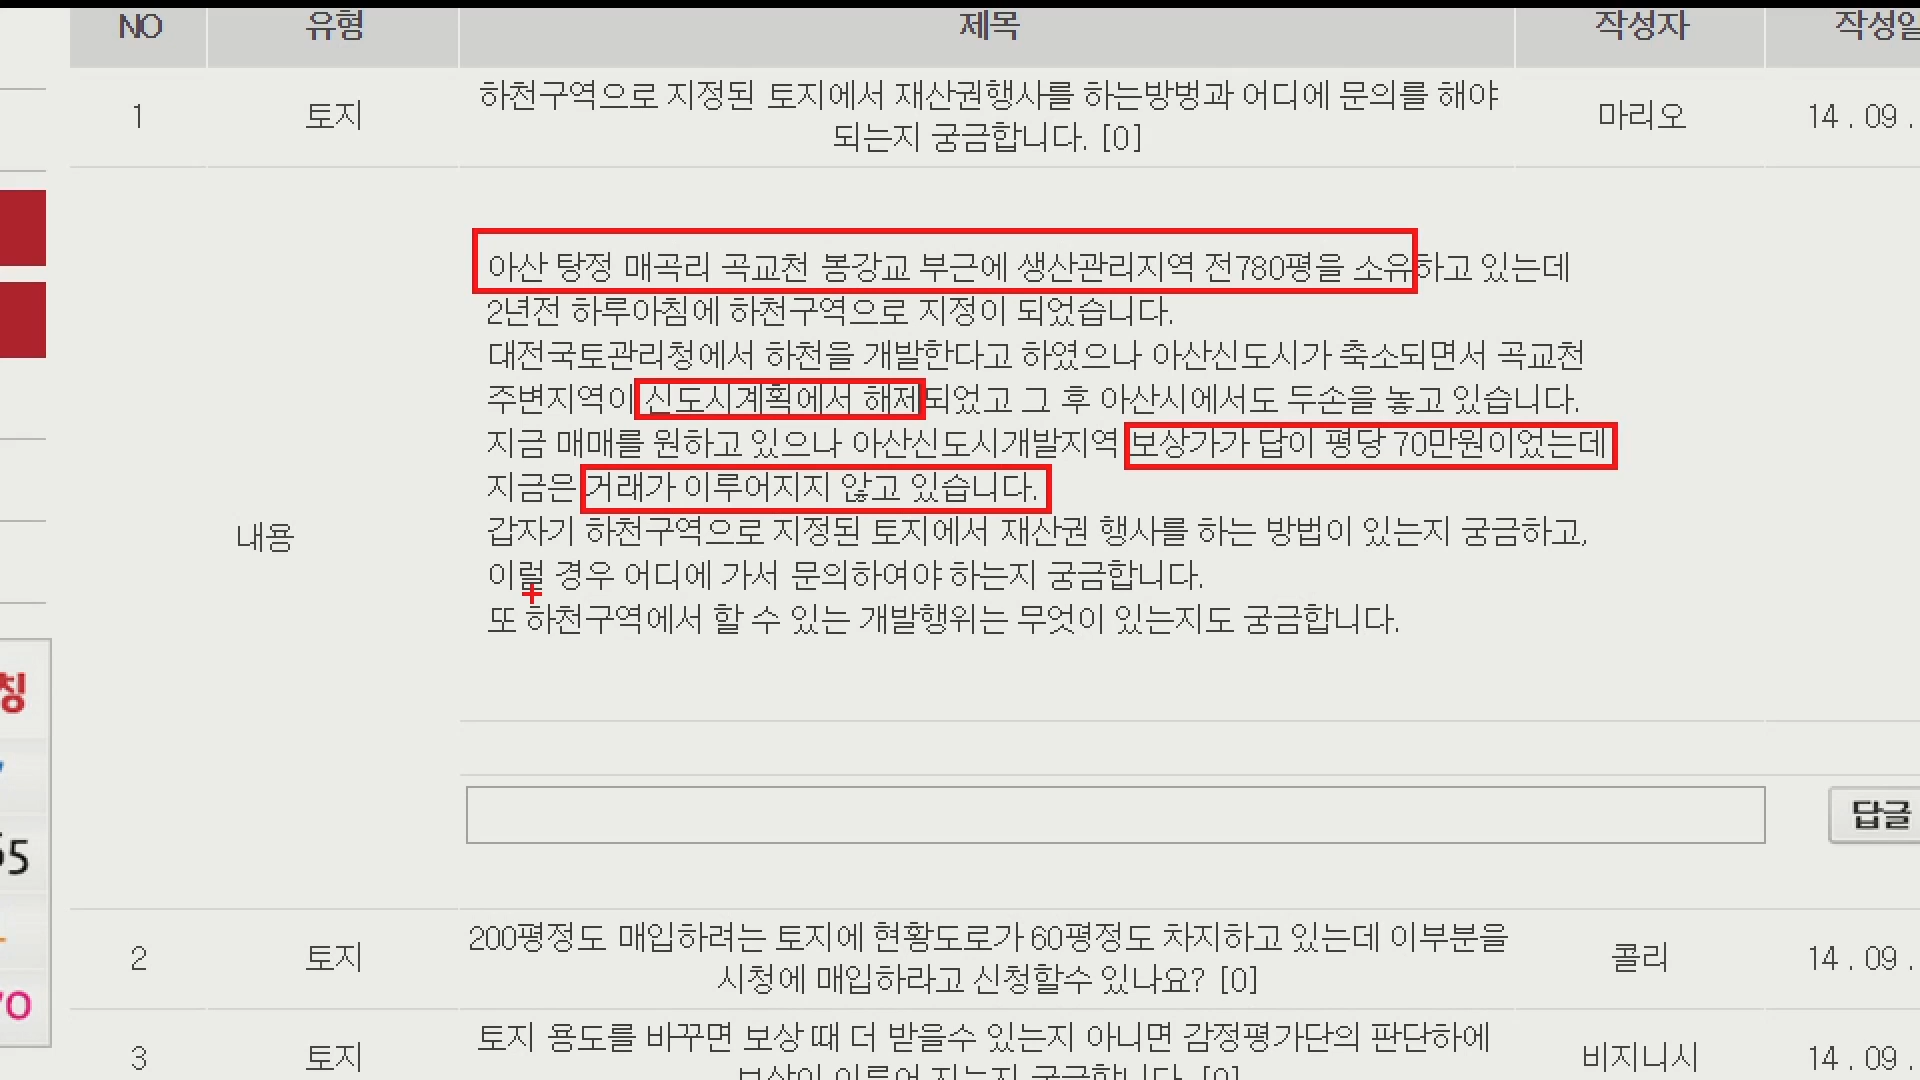 NO 유형 제목 작성자 작성일
1 토지 하천구역으로 지정된 토지에서 재산권행사를 하는방벙과 어디에 문의를 해야 마리오 14 . 09 .
되는지 궁금합니다. [0]
아산 탕정 매곡리 곡교천 봉강교 부근에 생산관리지역 전780평을 소유하고 있는데
2년전 하루아침에 하천구역으로 지정이 되었습니다.
대전국토관리청에서 하천을 개발한다고 하였으나 아산신도시가 축소되면서 곡교천
주변지역이 신도시계획에서 해제되었고 그 후 아산시에서도 두손을 놓고 있습니다.
지금 매매를 원하고 있으나 아산신도시개발지역 보상가가 답이 평당 70만원이었는데
지금은 거래가 이루어지지 않고 있습니다.
내용
갑자기 하천구역으로 지정된 토지에서 재산권 행사를 하는 방법이 있는지 궁금하고,
이럴 경우 어디에 가서 문의하여야 하는지 궁금합니다.
또 하천구역에서 할 수 있는 개발행위는 무엇이 있는지도 궁금합니다.
칭
55
YO
답글
2 토지 200평정도 매입하려는 토지에 현황도로가 60평정도 차지하고 있는데 이부분을 콜리 14 . 09 .
시청에 매입하라고 신청할수 있나요? [0]
3 토지 토지 용도를 바꾸면 보상 때 더 받을수 있는지 아니면 감정평가단의 판단하에 비지니시 14 . 09 .
보상이 이루어 지는지 궁금합니다. [0]